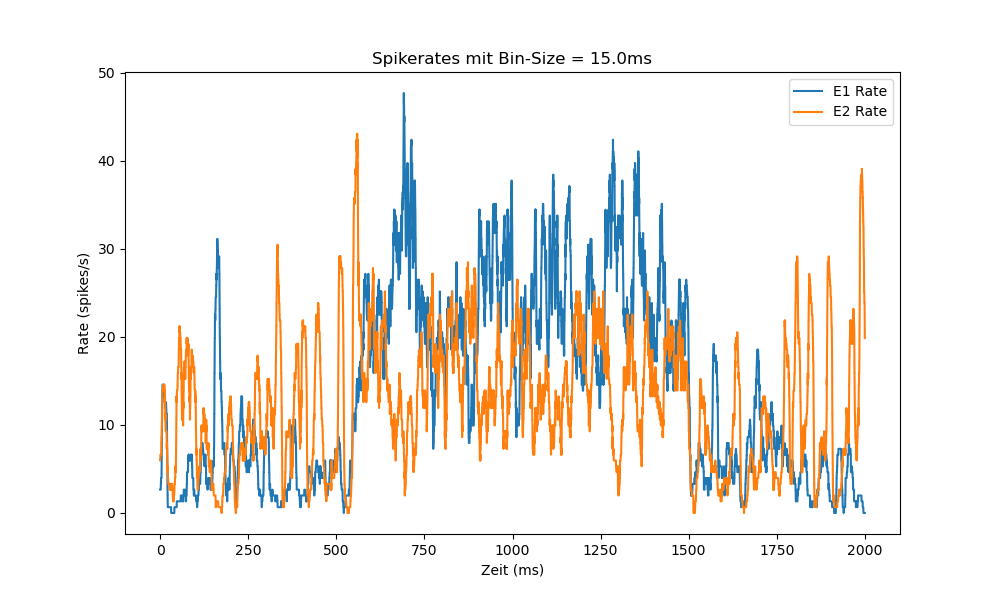 Spikerates mit Bin-Size = 15.0ms
E1 Rate
E2 Rate
Rate (spikes/s)
50
40
30
20
10
0
0 250 500 750 1000 1250 1500 1750 2000
Zeit (ms)